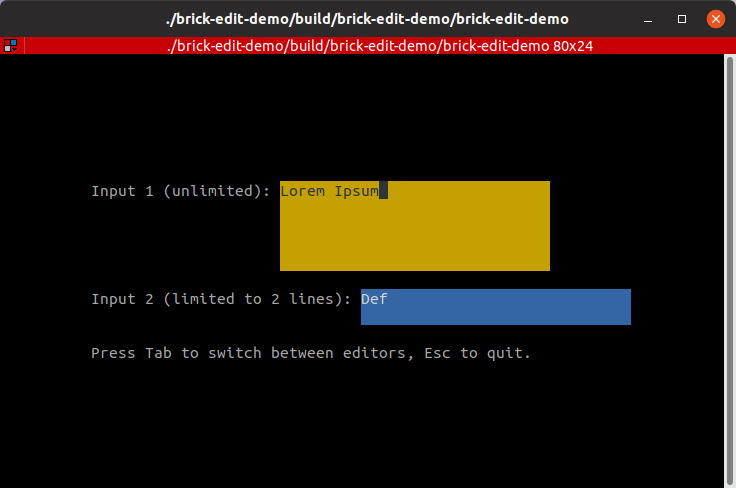 ./brick-edit-demo/build/brick-edit-demo/brick-edit-demo
./brick-edit-demo/build/brick-edit-demo/brick-edit-demo 80x24
Input 1 (unlimited): Lorem Ipsum
Input 2 (limited to 2 lines): Def
Press Tab to switch between editors, Esc to quit.